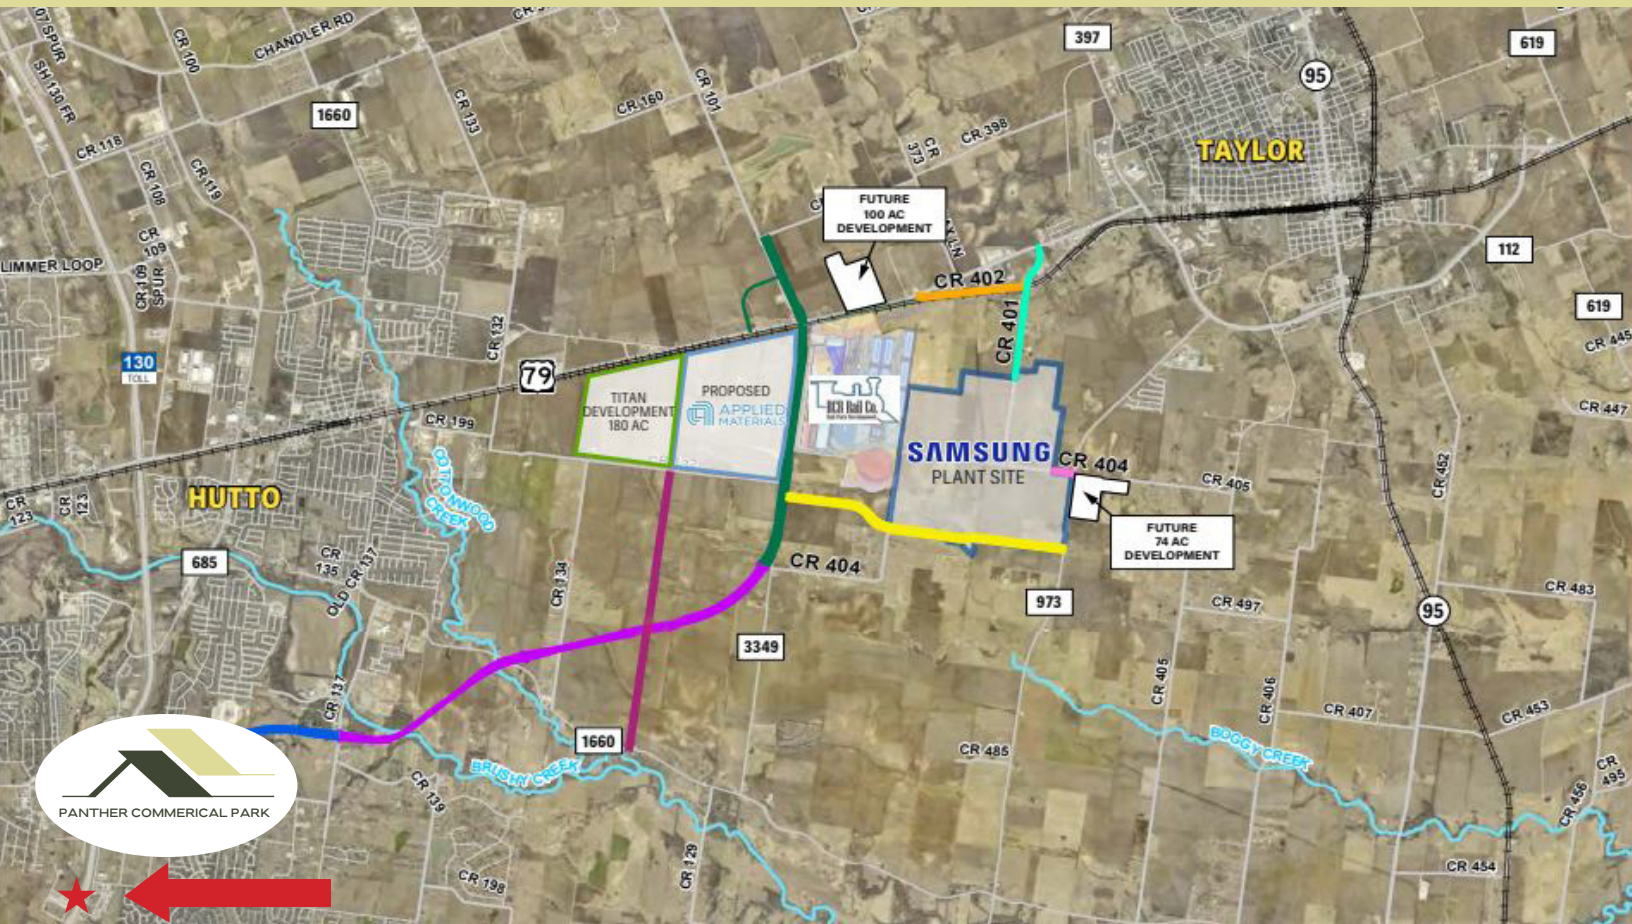 07 SPUR
CR 100
CHANDLER RD
397
619
95
SH 130 FR
CR 101
CR 133
CR 160
1660
CR 398
CR 373
TAYLOR
CR 118
CR 108
CR 119
FUTURE
100 AC
DEVELOPMENT
CR 109
LIMMER LOOP
CR 109
SPUR
112
CR 402
619
CR 401
CR 132
CR 445
130
TOLL
79
TITAN
DEVELOPMENT
180 AC
PROPOSED
APPLIED
MATERIALS
RCR Rail Co.
CR 199
CR 447
SAMSUNG
PLANT SITE
CR 404
CR 405
CR 452
COTTONWOOD
CREEK
HUTTO
CR 123
CR 123
FUTURE
74 AC
DEVELOPMENT
685
CR 135
OLD CR 137
CR 134
CR 404
CR 483
973
CR 497
95
3349
CR 137
CR 405
CR 406
CR 407
CR 453
1660
CR 485
BOGGY CREEK
BRUSHY CREEK
CR 139
CR 495
CR 456
PANTHER COMMERICAL PARK
CR 129
CR 198
CR 454